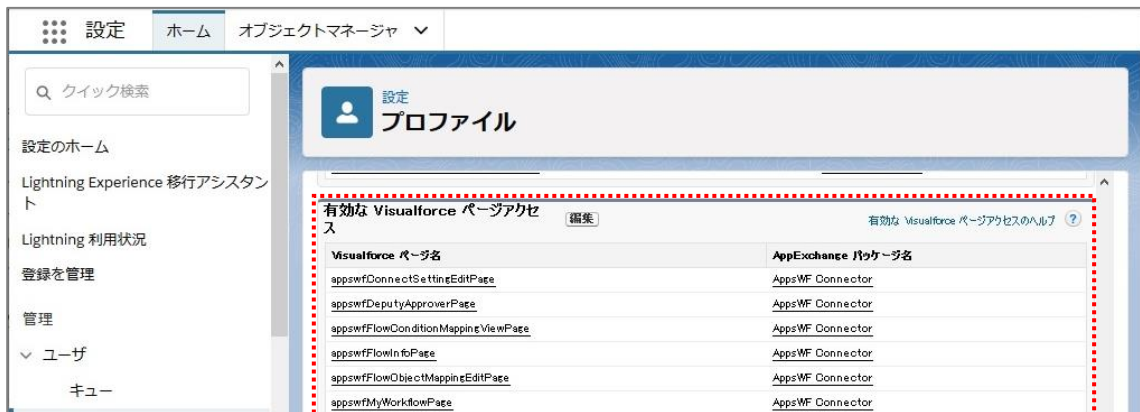 設定
ホーム
オブジェクトマネージャ
クイック検索
設定のホーム
Lightning Experience 移行アシスタン
ト
Lightning 利用状況
登録を管理
管理
ユーザ
キュー
設定
プロファイル
有効な Visualforce ページアクセ
ス
編集
有効な Visualforce ページアクセスのヘルプ ?
Visualforce ページ名 AppExchange パッケージ名
appswfConnectSettingEditPage AppsWF Connector
appswfDeputyApproverPage AppsWF Connector
appswfFlowConditionMappingViewPage AppsWF Connector
appswfFlowInfoPage AppsWF Connector
appswfFlowObjectMappingEditPage AppsWF Connector
appswfMyWorkflowPage AppsWF Connector